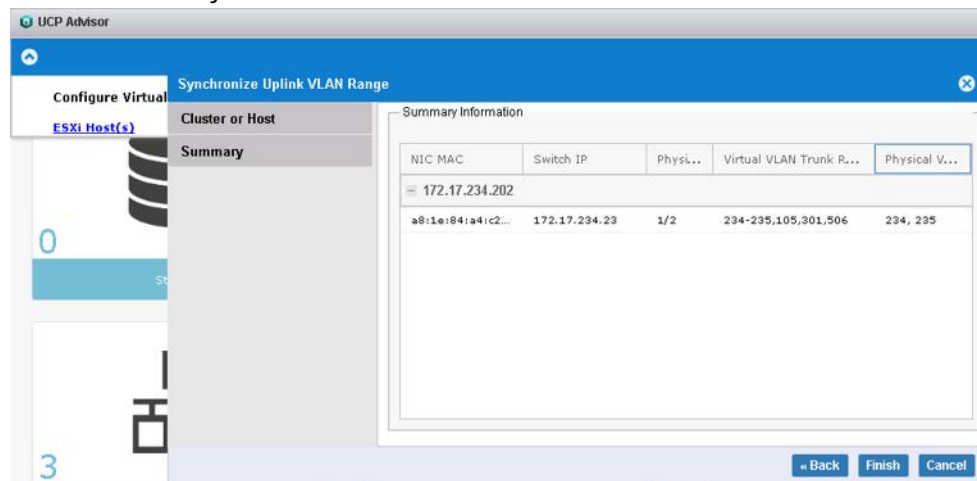 UCP Advisor
Configure Virtual
ESXi Host(s)
Synchronize Uplink VLAN Range
Cluster or Host
Summary
Summary Information
NIC MAC Switch IP Physi... Virtual VLAN Trunk R... Physical V...
172.17.234.202
a8:1e:84:a4:c2... 172.17.234.23 1/2 234-235,105,301,506 234, 235
0
St
3
« Back Finish Cancel